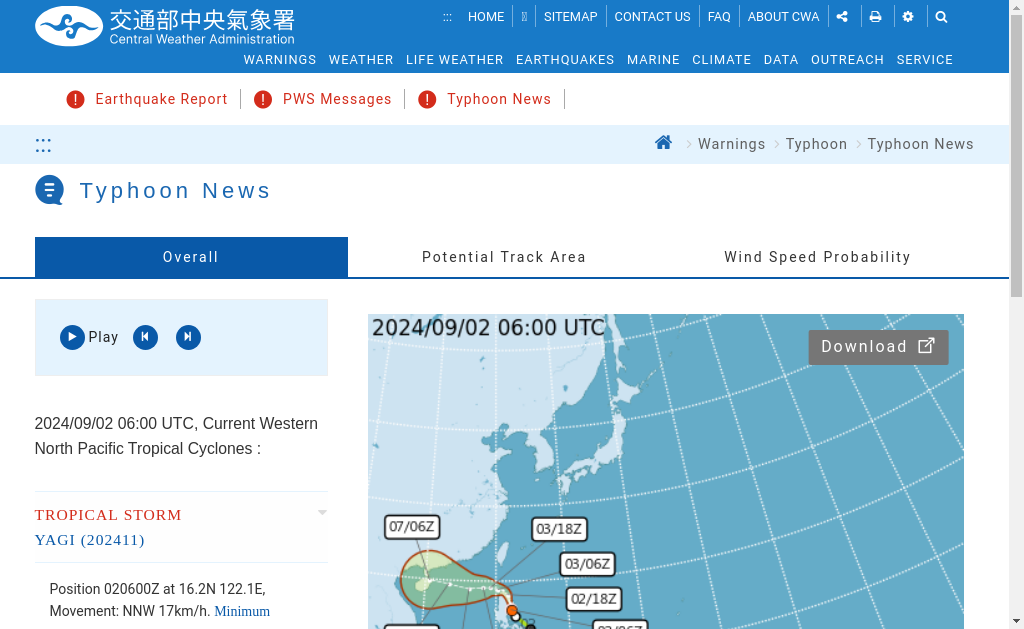 交通部中央氣象署
Central Weather Administration
::: HOME SITEMAP CONTACT US FAQ ABOUT CWA
WARNINGS WEATHER LIFE WEATHER EARTHQUAKES MARINE CLIMATE DATA OUTREACH SERVICE
Earthquake Report PWS Messages Typhoon News
::: Warnings Typhoon Typhoon News
Typhoon News
Overall Potential Track Area Wind Speed Probability
Play
2024/09/02 06:00 UTC, Current Western
North Pacific Tropical Cyclones :
TROPICAL STORM
YAGI (202411)
Position 020600Z at 16.2N 122.1E,
Movement: NNW 17km/h. Minimum
2024/09/02 06:00 UTC
Download
07/06Z
03/18Z
03/06Z
02/18Z